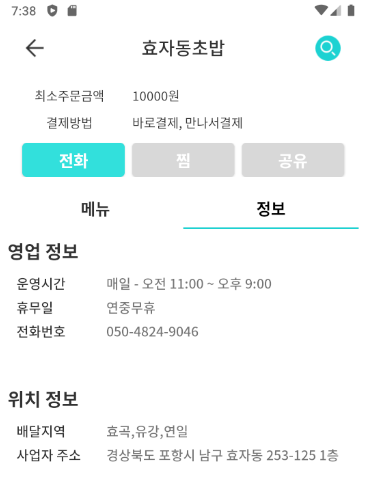 7:38
효자동초밥
최소주문금액 10000원
결제방법 바로결제, 만나서결제
전화 찜 공유
메뉴 정보
영업 정보
운영시간 매일 - 오전 11:00 ~ 오후 9:00
휴무일 연중무휴
전화번호 050-4824-9046
위치 정보
배달지역 효곡,유강,연일
사업자 주소 경상북도 포항시 남구 효자동 253-125 1층